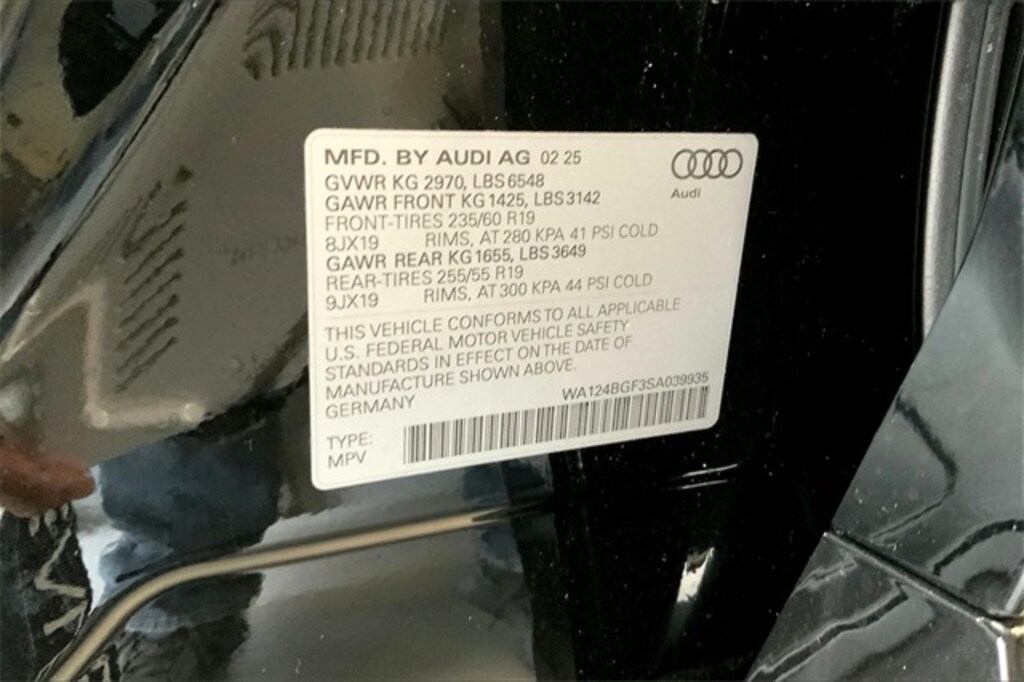 MFD. BY AUDI AG 02 25
GVWR KG 2970, LBS 6548
GAWR FRONT KG 1425, LBS 3142
FRONT-TIRES 235/60 R19
8JX19 RIMS, AT 280 KPA 41 PSI COLD
GAWR REAR KG 1655, LBS 3649
REAR-TIRES 255/55 R19
9JX19 RIMS, AT 300 KPA 44 PSI COLD
Audi
THIS VEHICLE CONFORMS TO ALL APPLICABLE
U.S. FEDERAL MOTOR VEHICLE SAFETY
STANDARDS IN EFFECT ON THE DATE OF
MANUFACTURE SHOWN ABOVE.
GERMANY WA124BGF3SA039935
TYPE:
MPV